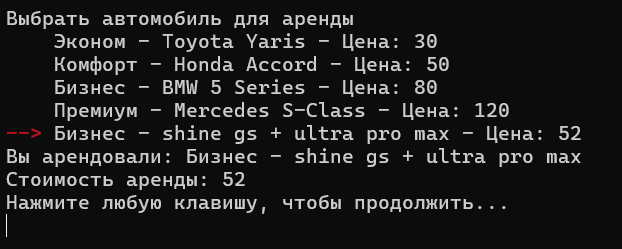 Выбрать автомобиль для аренды
Эконом - Toyota Yaris - Цена: 30
Комфорт - Honda Accord - Цена: 50
Бизнес - BMW 5 Series - Цена: 80
Премиум - Mercedes S-Class - Цена: 120
--> Бизнес - shine gs + ultra pro max - Цена: 52
Вы арендовали: Бизнес - shine gs + ultra pro max
Стоимость аренды: 52
Нажмите любую клавишу, чтобы продолжить...